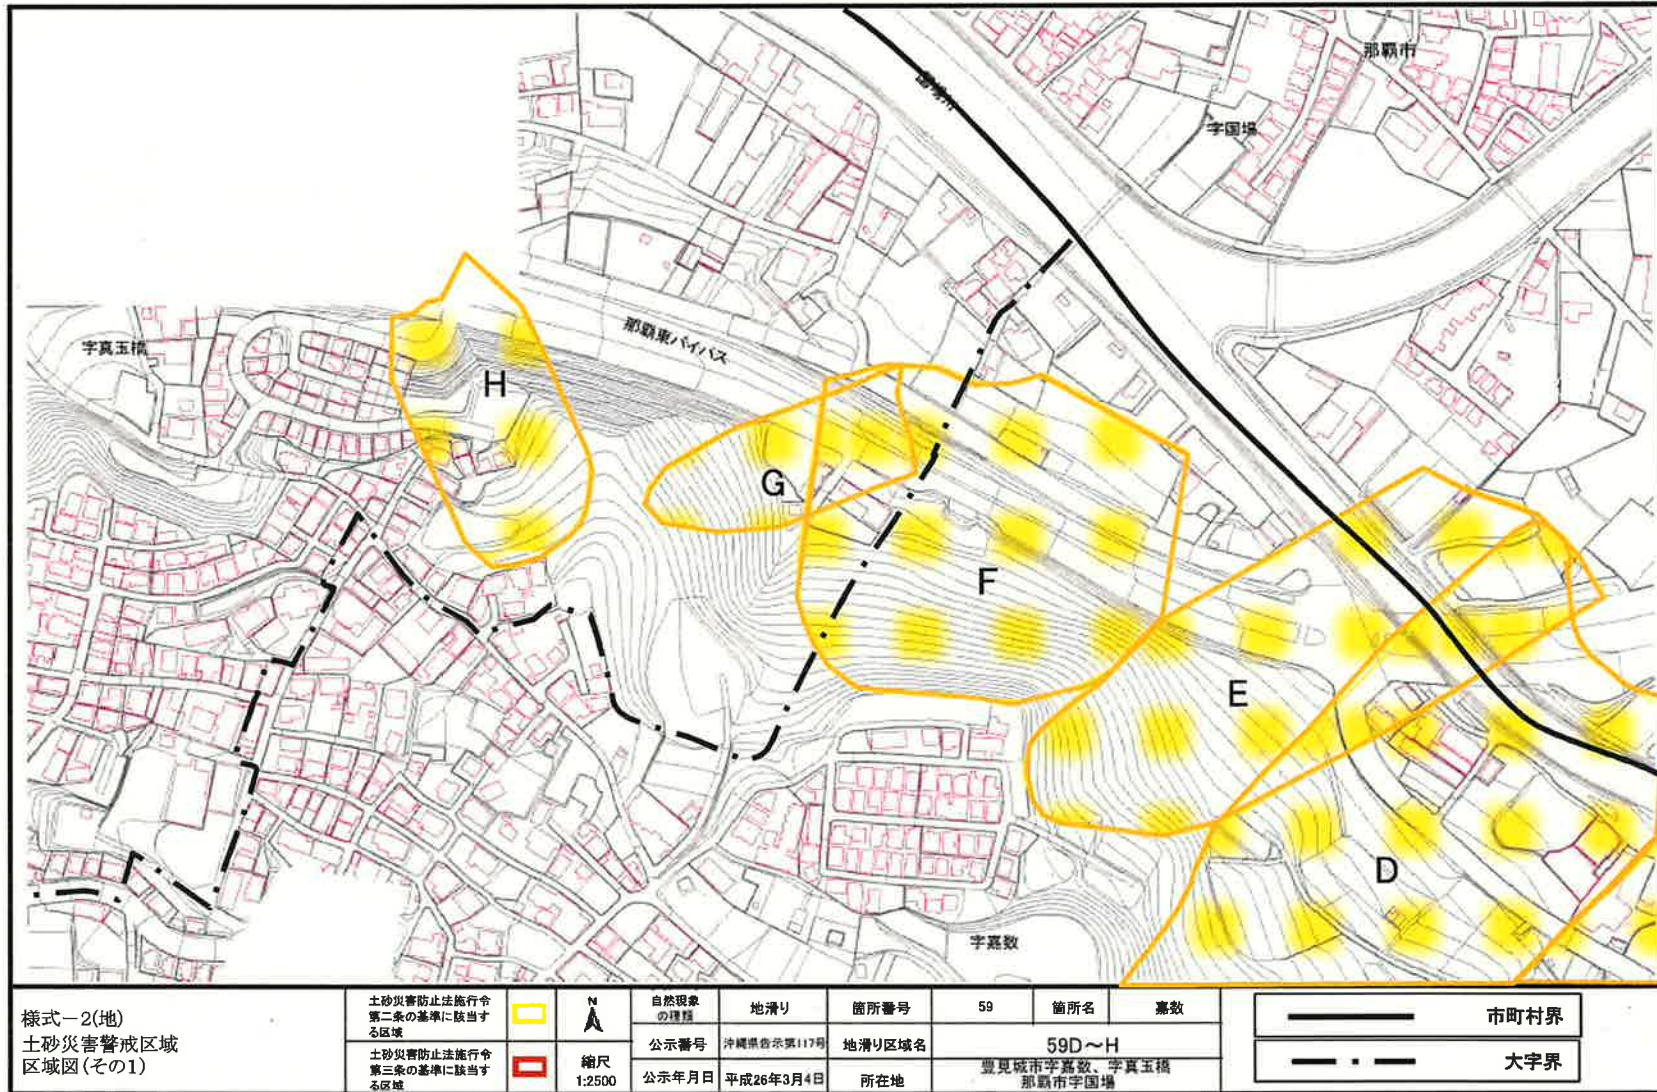 那覇市
字国場
国場川
那覇東バイパス
字真玉橋
H
G
F
E
D
字嘉数
様式－2(地)
土砂災害警戒区域
区域図(その1)
土砂災害防止法施行令
第二条の基準に該当す
る区域
土砂災害防止法施行令
第三条の基準に該当す
る区域
N
縮尺
1:2500
自然現象
の種類
地滑り
箇所番号
59
箇所名
嘉数
公示番号
沖縄県告示第117号
地滑り区域名
59D～H
公示年月日
平成26年3月4日
所在地
豊見城市字嘉数、字真玉橋
那覇市字国場
市町村界
大字界